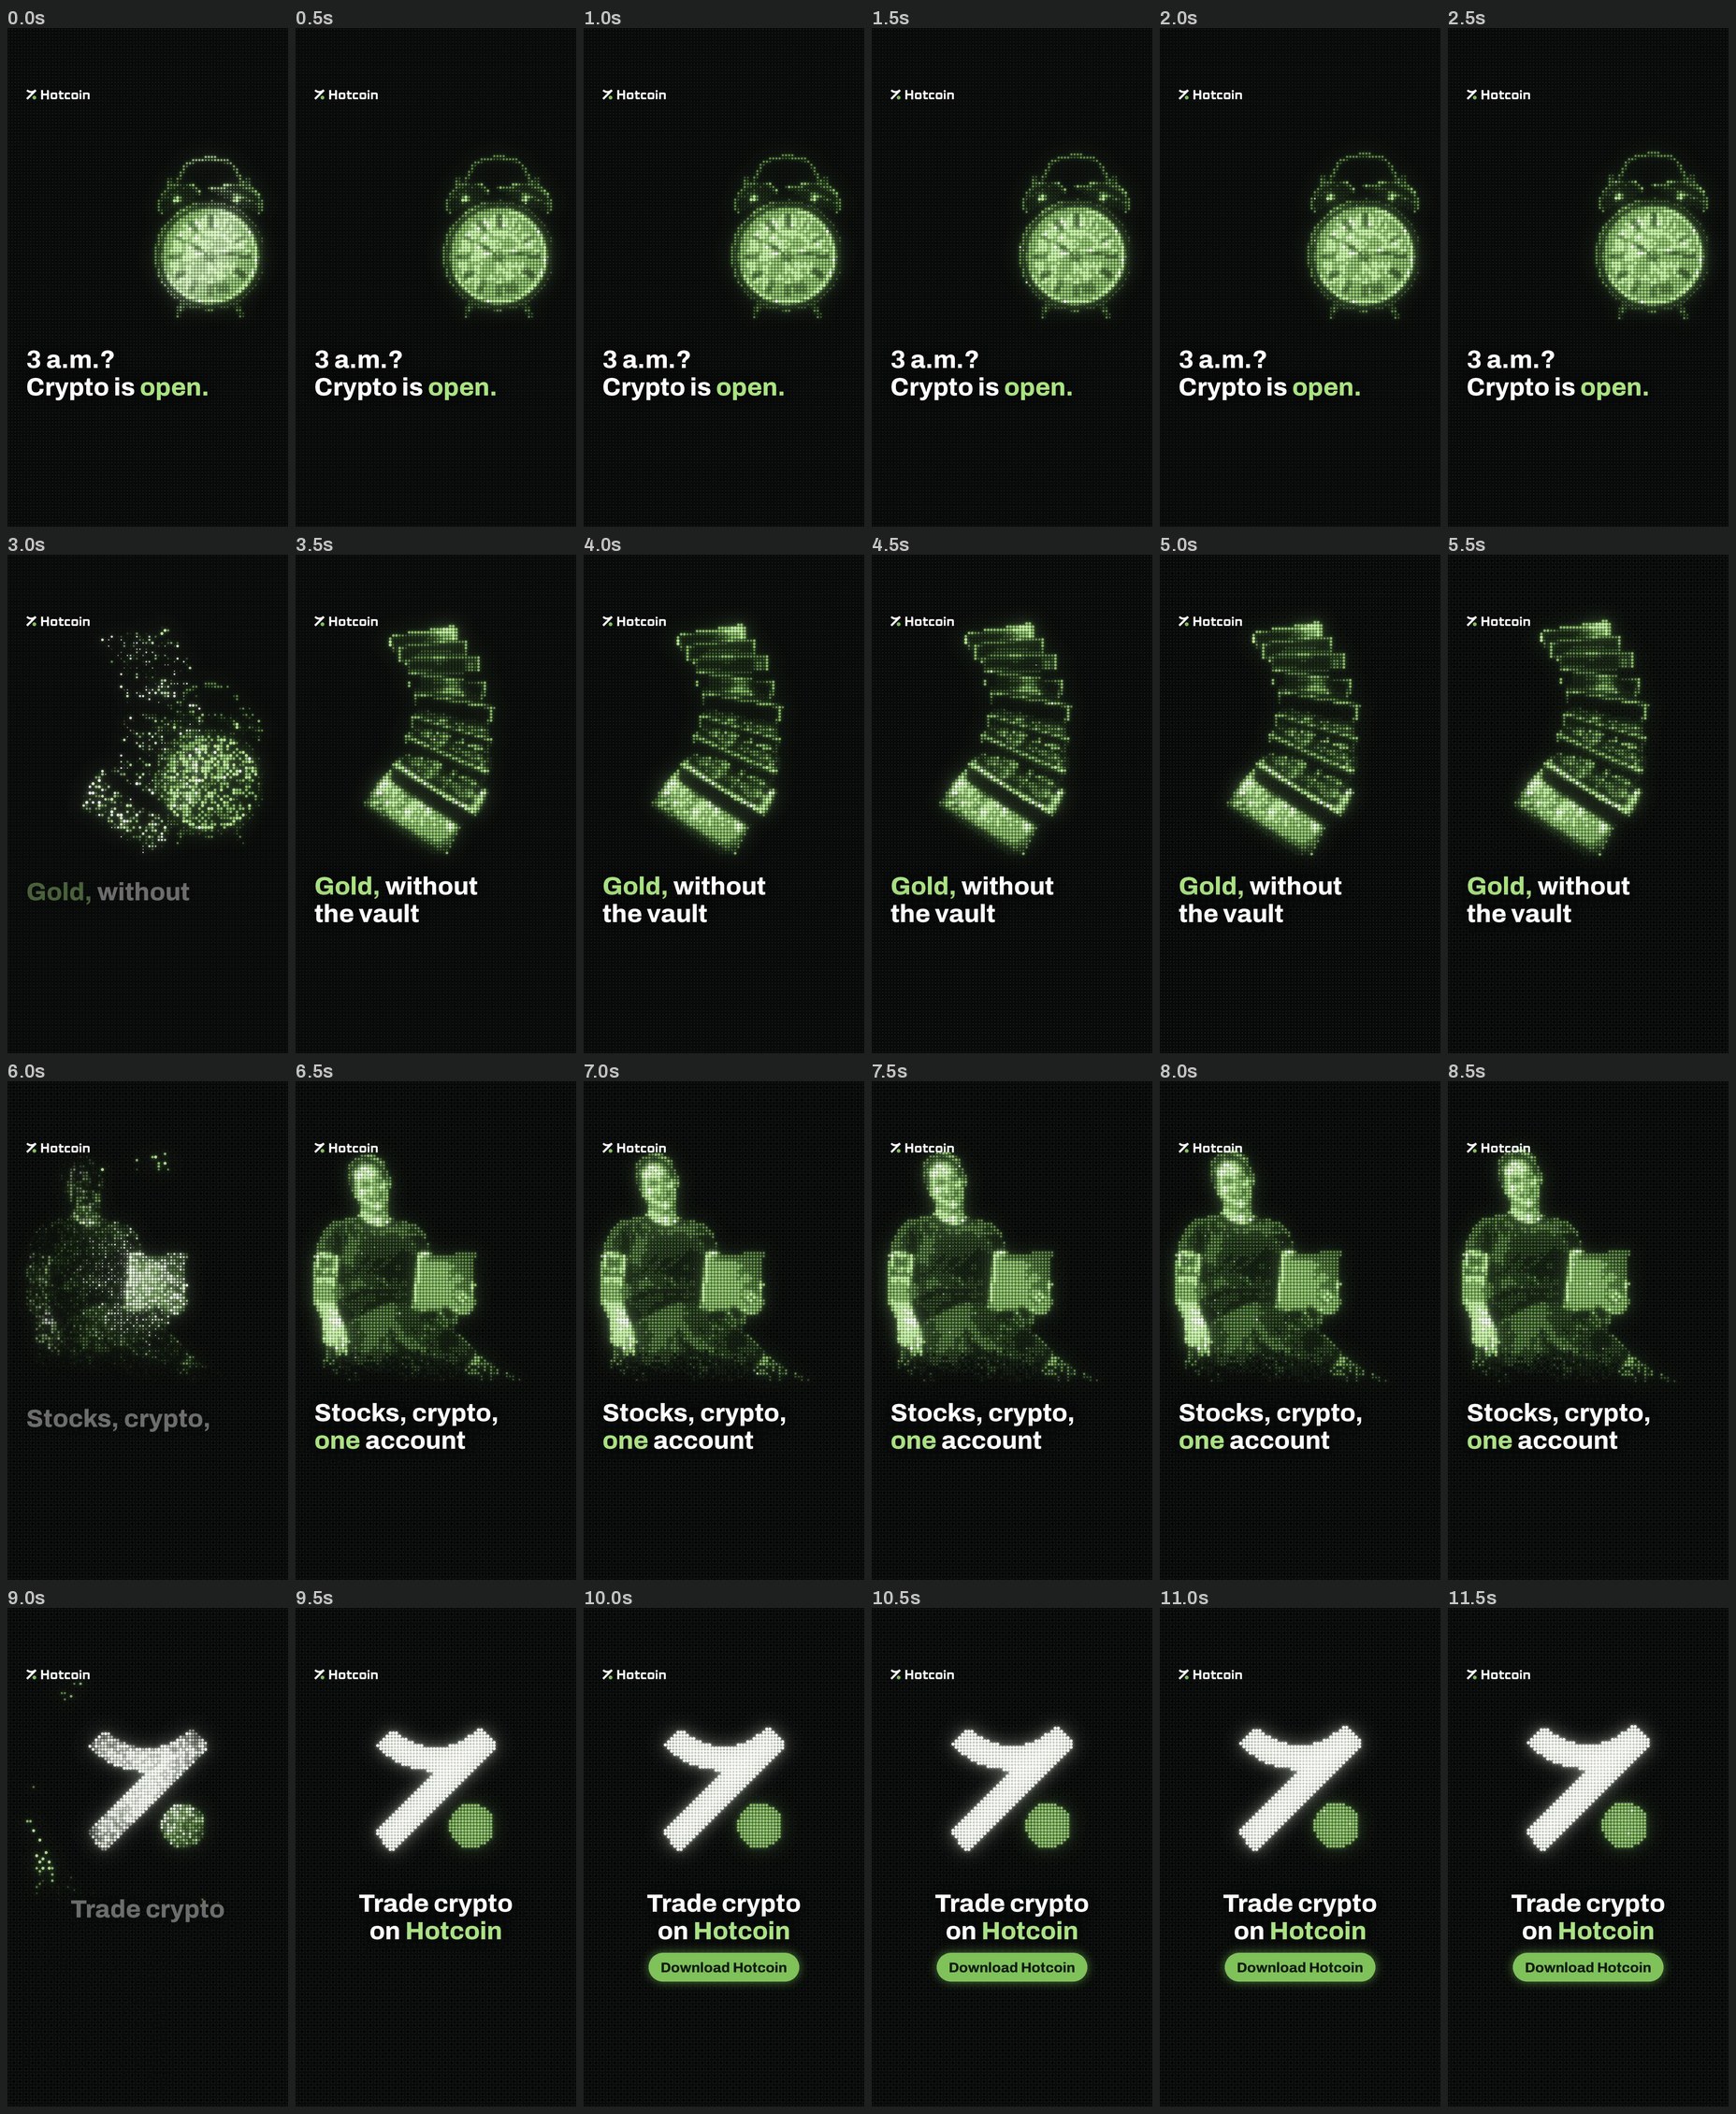 0.0s
0.5s
1.0s
1.5s
2.0s
2.5s
Hotcoin
Hotcoin
Hotcoin
Hotcoin
Hotcoin
Hotcoin
3 a.m.?
Crypto is open.
3 a.m.?
Crypto is open.
3 a.m.?
Crypto is open.
3 a.m.?
Crypto is open.
3 a.m.?
Crypto is open.
3 a.m.?
Crypto is open.
3.0s
3.5s
4.0s
4.5s
5.0s
5.5s
Hotcoin
Hotcoin
Hotcoin
Hotcoin
Hotcoin
Hotcoin
Gold, without
Gold, without
the vault
Gold, without
the vault
Gold, without
the vault
Gold, without
the vault
Gold, without
the vault
6.0s
6.5s
7.0s
7.5s
8.0s
8.5s
Hotcoin
Hotcoin
Hotcoin
Hotcoin
Hotcoin
Hotcoin
Stocks, crypto,
Stocks, crypto,
one account
Stocks, crypto,
one account
Stocks, crypto,
one account
Stocks, crypto,
one account
Stocks, crypto,
one account
9.0s
9.5s
10.0s
10.5s
11.0s
11.5s
Hotcoin
Hotcoin
Hotcoin
Hotcoin
Hotcoin
Hotcoin
Trade crypto
Trade crypto
on Hotcoin
Trade crypto
on Hotcoin
Download Hotcoin
Trade crypto
on Hotcoin
Download Hotcoin
Trade crypto
on Hotcoin
Download Hotcoin
Trade crypto
on Hotcoin
Download Hotcoin